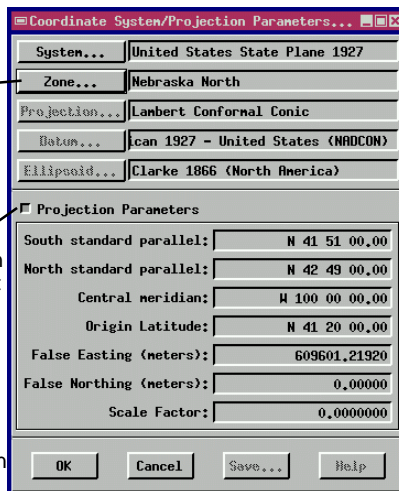 Coordinate System/Projection Parameters...
System... United States State Plane 1927
Zone... Nebraska North
Projection... Lambert Conformal Conic
Datum... ican 1927 - United States (NADCON)
Ellipsoid... Clarke 1866 (North America)
Projection Parameters
South standard parallel: N 41 51 00.00
North standard parallel: N 42 49 00.00
Central meridian: W 100 00 00.00
Origin Latitude: N 41 20 00.00
False Easting (meters): 609601.21920
False Northing (meters): 0.00000
Scale Factor: 0.0000000
OK Cancel Save... Help